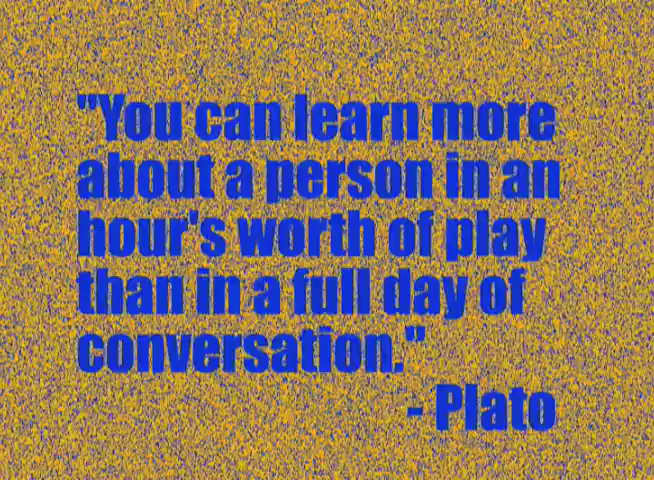 "You can learn more
about a person in an
hour's worth of play
than in a full day of
conversation."
- Plato